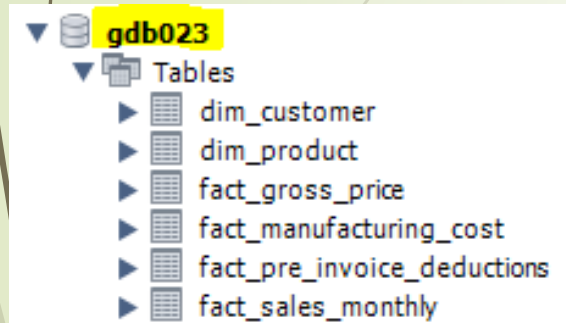 gdb023
Tables
dim_customer
dim_product
fact_gross_price
fact_manufacturing_cost
fact_pre_invoice_deductions
fact_sales_monthly